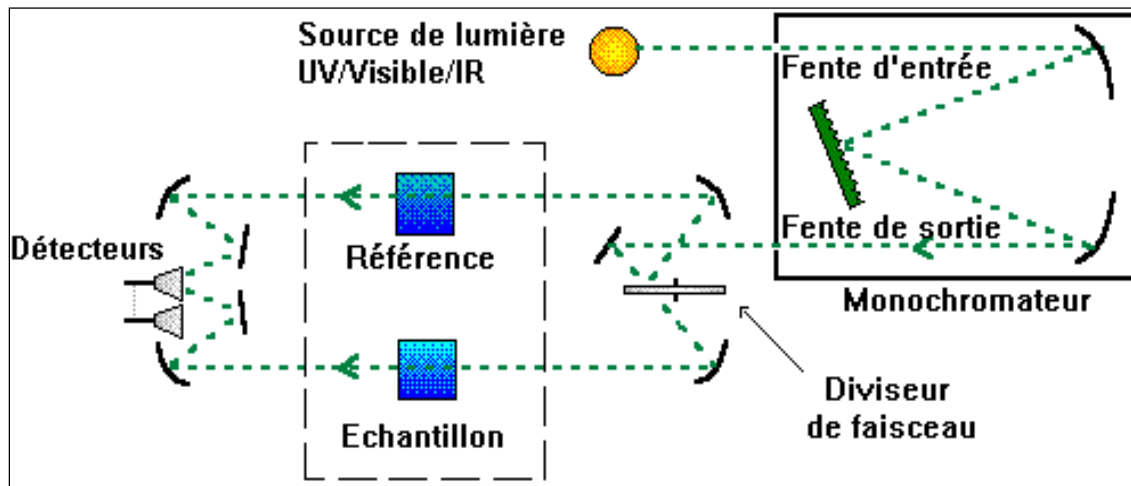 Source de lumière
UV/Visible/IR
Fente d'entrée
Fente de sortie
Monochromateur
Détecteurs
Référence
Echantillon
Diviseur
de faisceau